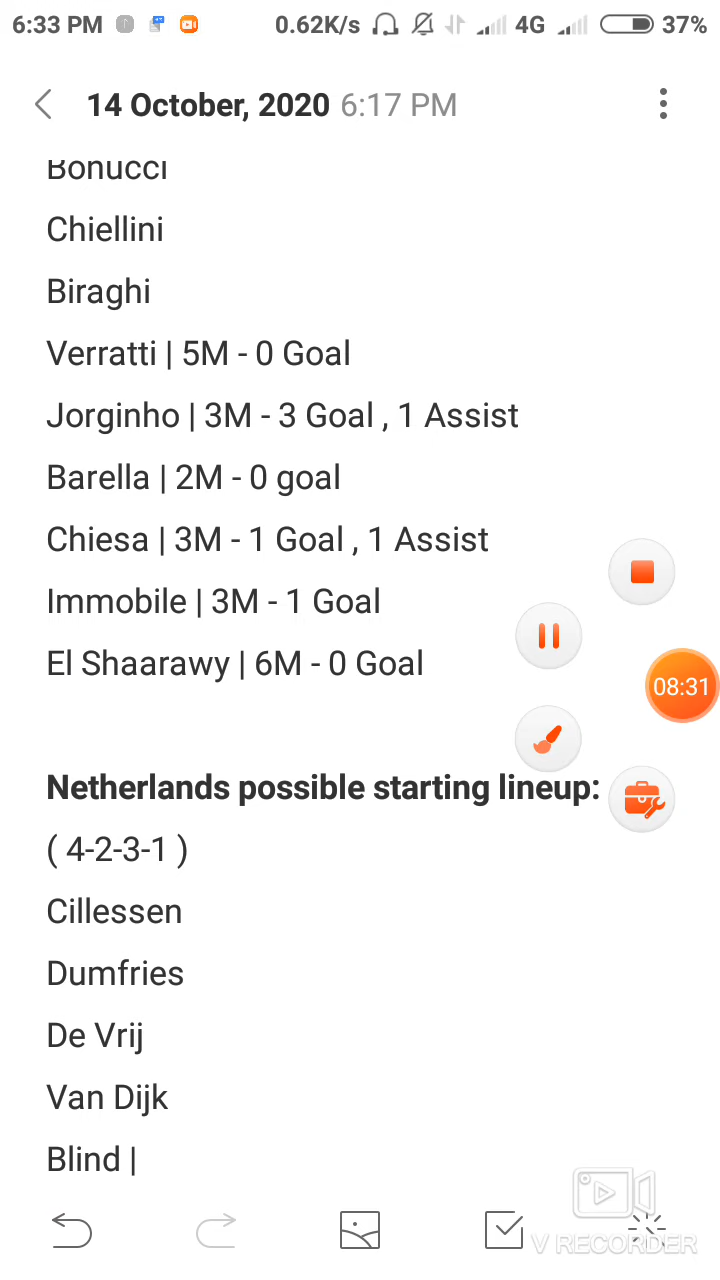 6:33 PM 0.62K/s 4G 37%
14 October, 2020 6:17 PM
Bonucci
Chiellini
Biraghi
Verratti | 5M - 0 Goal
Jorginho | 3M - 3 Goal , 1 Assist
Barella | 2M - 0 goal
Chiesa | 3M - 1 Goal , 1 Assist
Immobile | 3M - 1 Goal
El Shaarawy | 6M - 0 Goal
08:31
Netherlands possible starting lineup:
( 4-2-3-1 )
Cillessen
Dumfries
De Vrij
Van Dijk
Blind |
V RECORDER